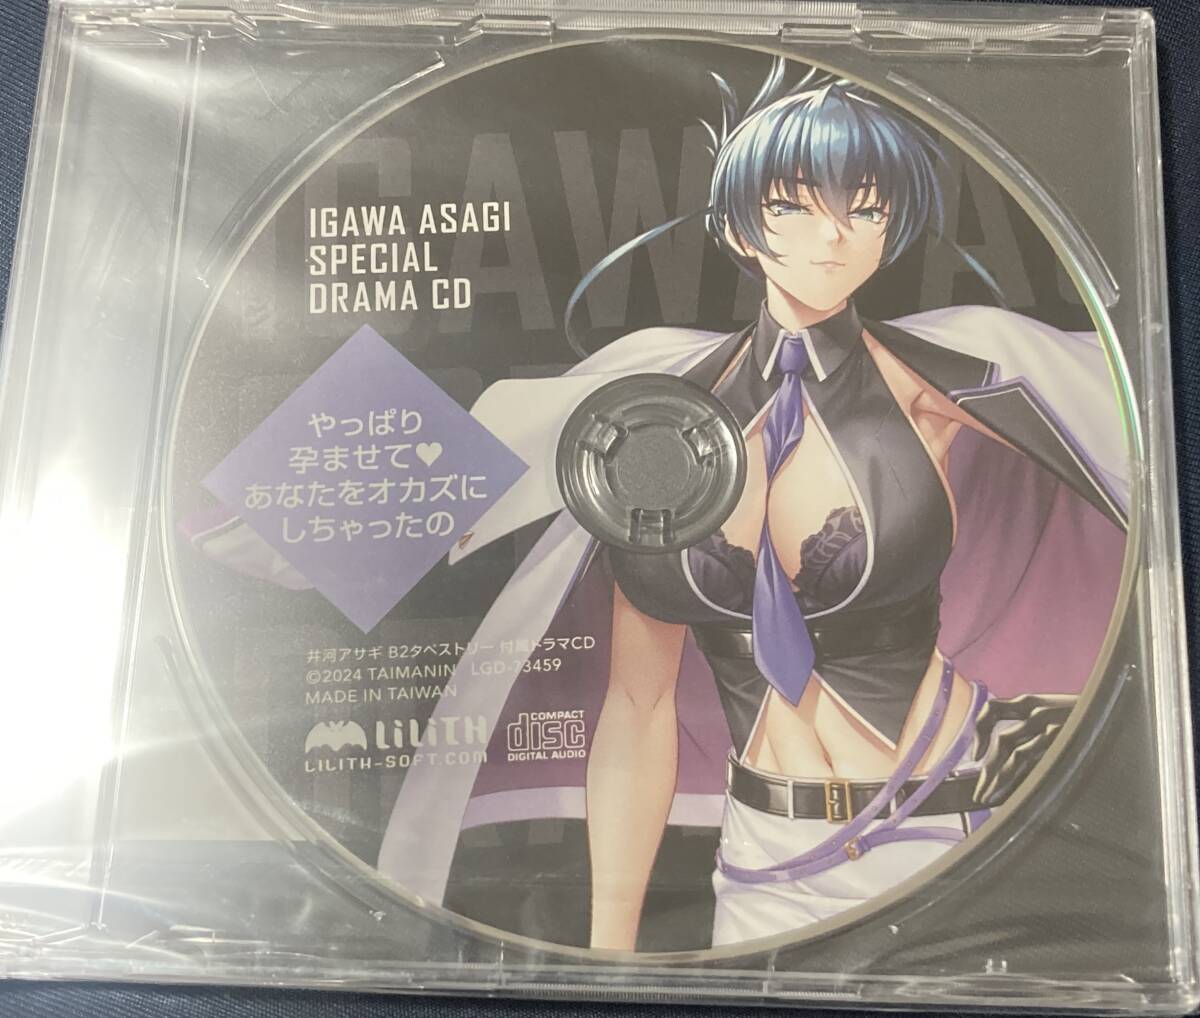 IGAWA ASAGI
SPECIAL
DRAMA CD
やっぱり
孕ませて♥
あなたをオカズに
しちゃったの
井河アサギ B2タペストリー 付属ドラマCD
©2024 TAIMANIN LGD-73459
MADE IN TAIWAN
LiLiTH
LILITH-SOFT.COM
COMPACT
disc
DIGITAL AUDIO
IGAWA A